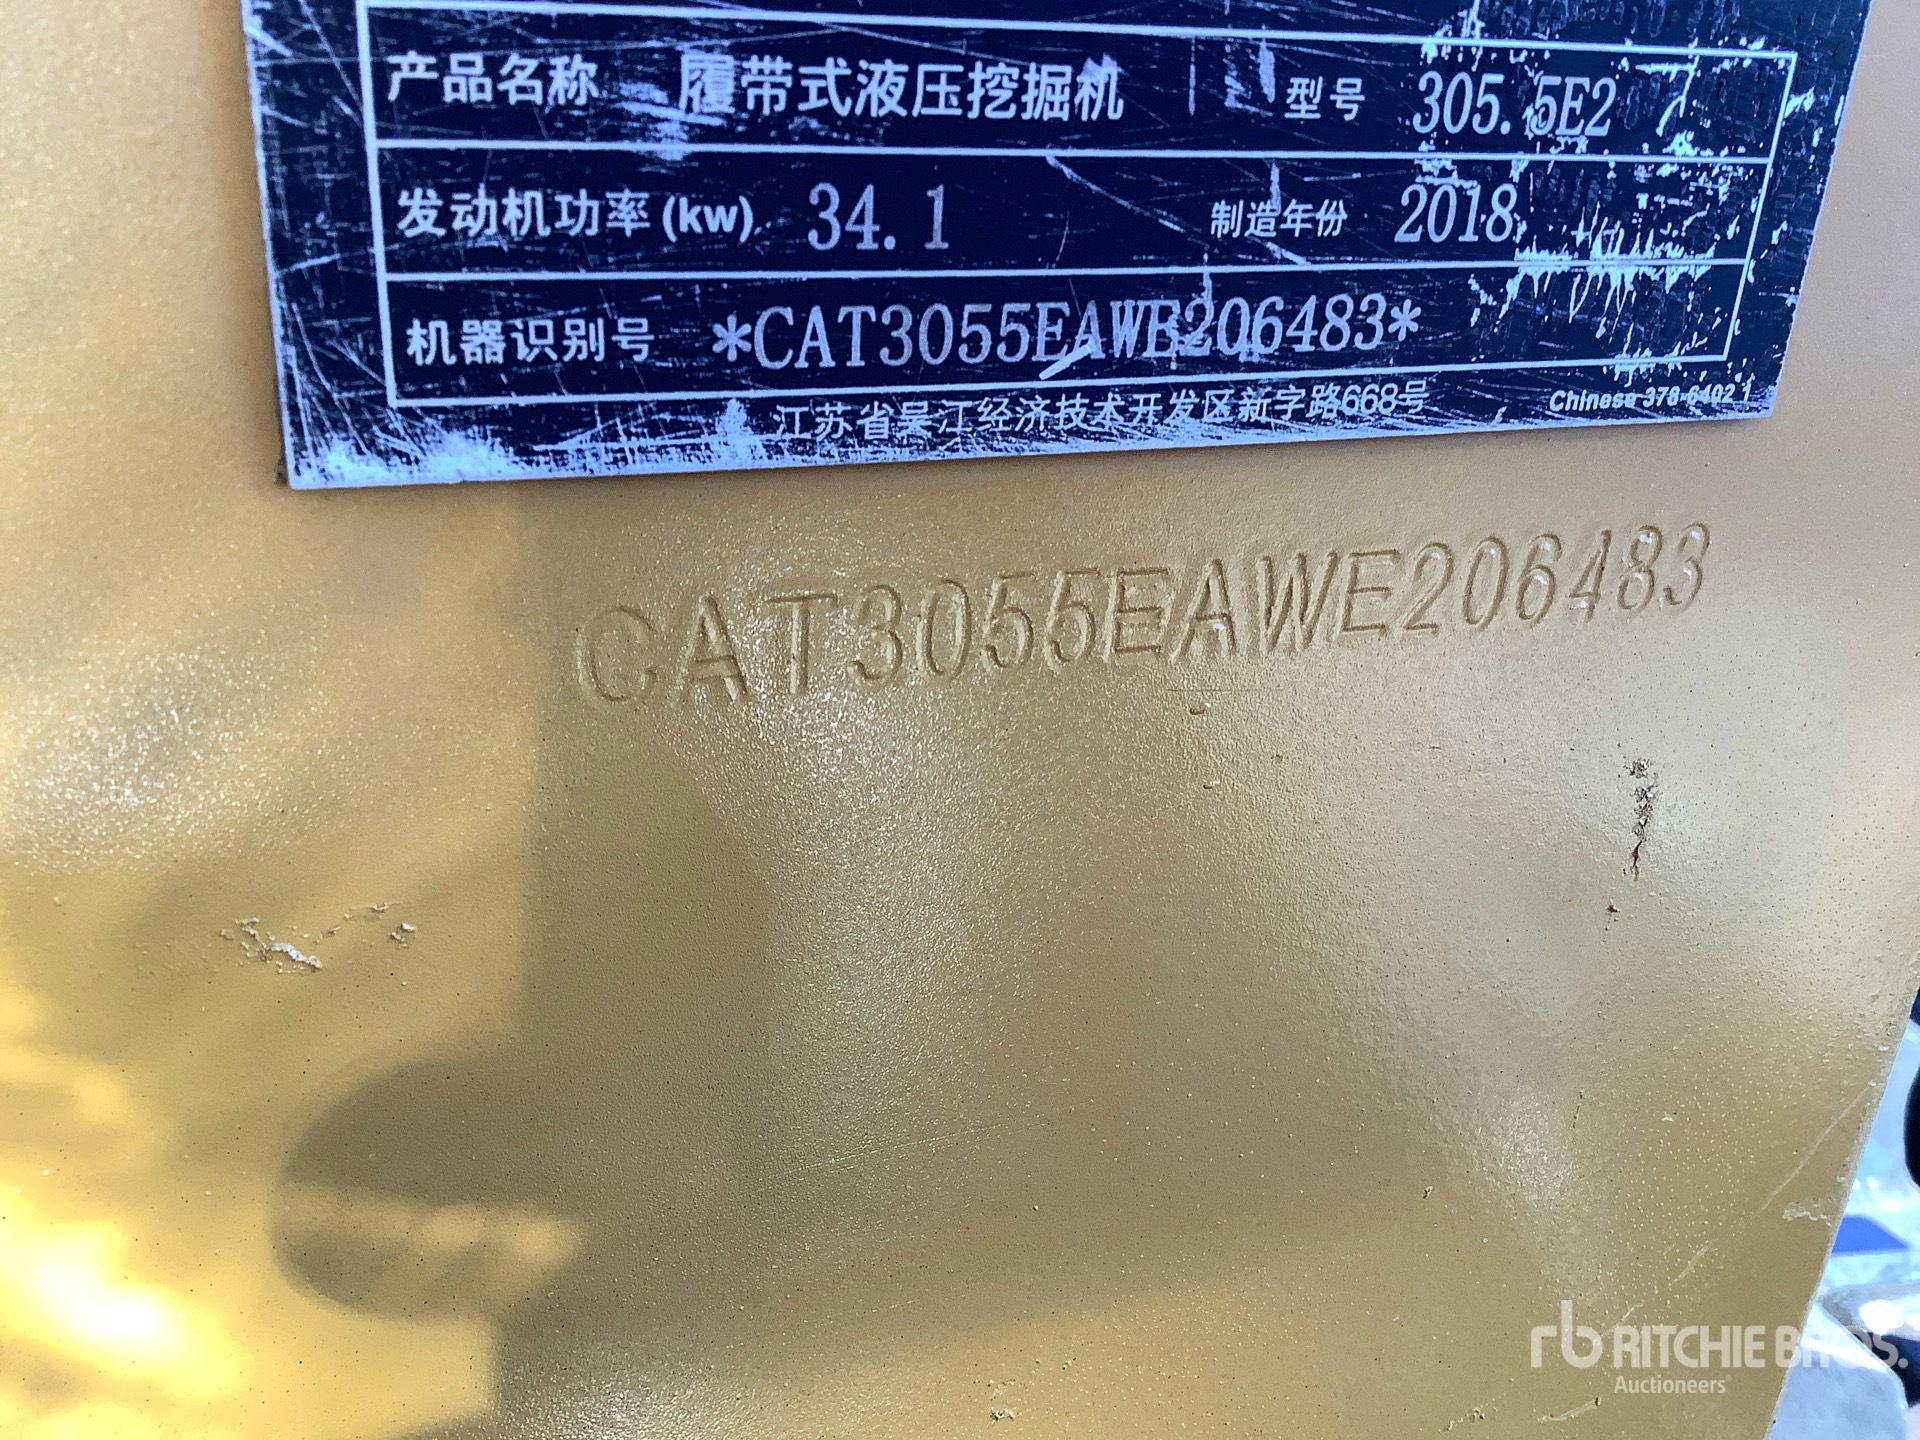 产品名称 履带式液压挖掘机 型号 305.5E2
发动机功率(kw) 34.1 制造年份 2018
机器识别号 *CAT3055EAWE206483*
江苏省吴江经济技术开发区新字路668号 Chinese 378-6402 1
CAT3055EAWE206483
rb RITCHIE BROS.
Auctioneers